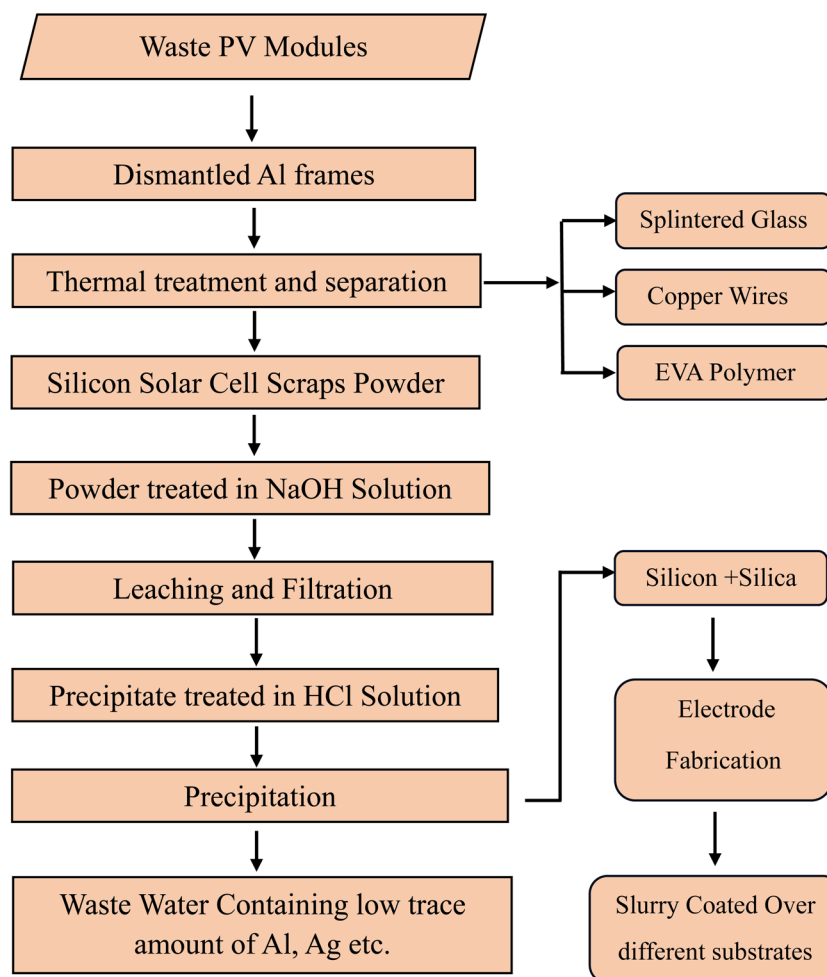 Waste PV Modules
Dismantled Al frames
Thermal treatment and separation
Splintered Glass
Copper Wires
EVA Polymer
Silicon Solar Cell Scraps Powder
Powder treated in NaOH Solution
Leaching and Filtration
Precipitate treated in HCl Solution
Precipitation
Silicon +Silica
Electrode
Fabrication
Waste Water Containing low trace
amount of Al, Ag etc.
Slurry Coated Over
different substrates